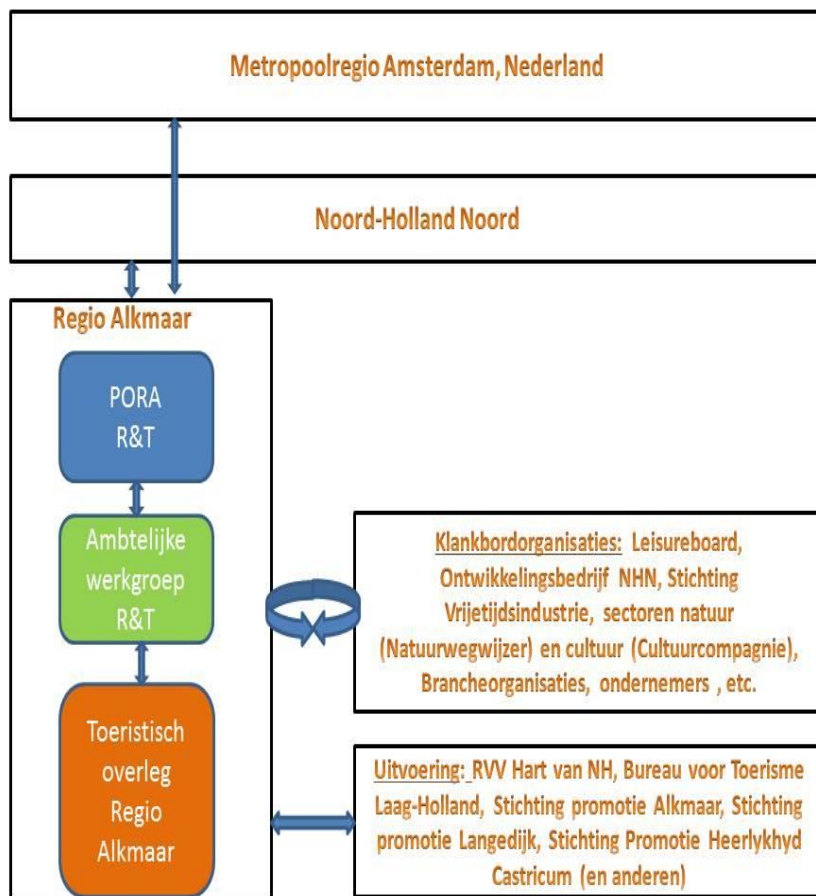 Metropoolregio Amsterdam, Nederland
Noord-Holland Noord
Regio Alkmaar
PORA
R&T
Ambtelijke
werkgroep
R&T
Toeristisch
overleg
Regio
Alkmaar
Klankbordorganisaties: Leisureboard,
Ontwikkelingsbedrijf NHN, Stichting
Vrijetijdsindustrie, sectoren natuur
(Natuurwegwijzer) en cultuur (Cultuurcompagnie),
Brancheorganisaties, ondernemers , etc.
Uitvoering: RVV Hart van NH, Bureau voor Toerisme
Laag-Holland, Stichting promotie Alkmaar, Stichting
promotie Langedijk, Stichting Promotie Heerlykhyd
Castricum (en anderen)